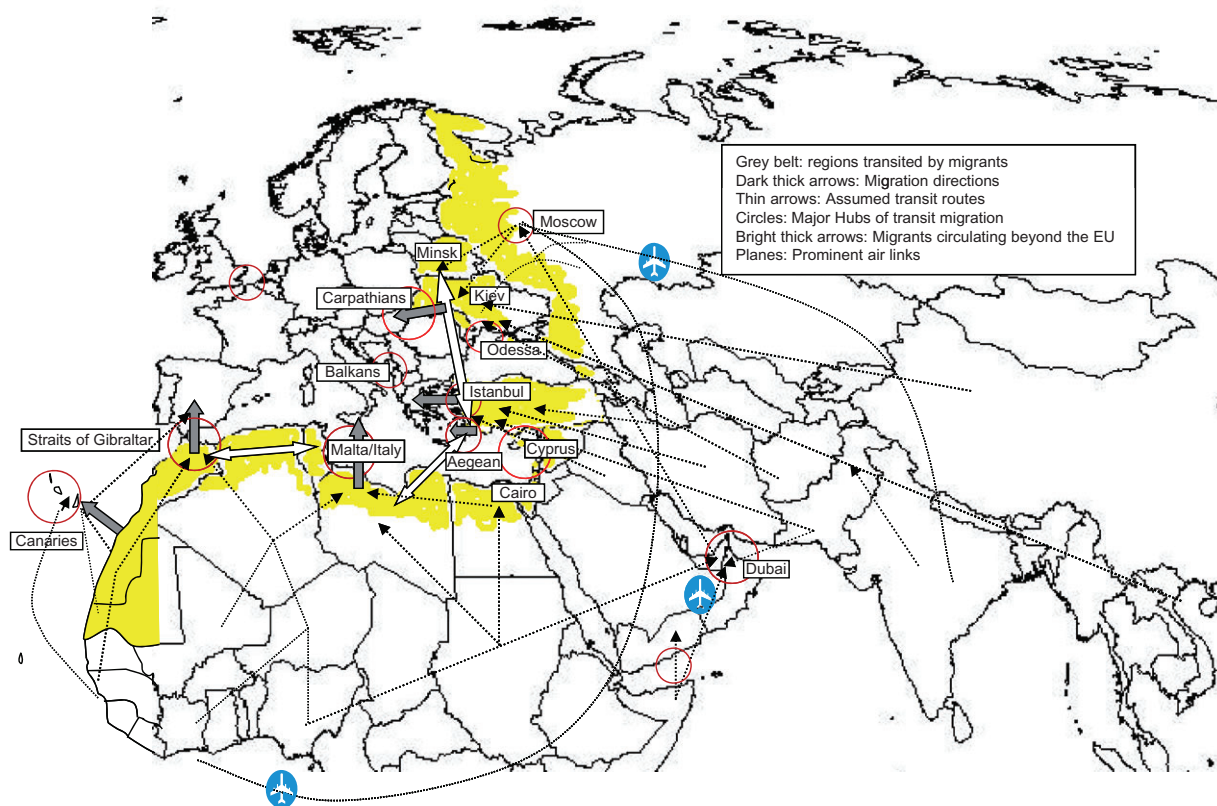 Grey belt: regions transited by migrants
Dark thick arrows: Migration directions
Thin arrows: Assumed transit routes
Circles: Major Hubs of transit migration
Bright thick arrows: Migrants circulating beyond the EU
Planes: Prominent air links
Moscow
Minsk
Carpathians
Kiev
Odessa
Balkans
Istanbul
Straits of Gibraltar
Malta/Italy
Aegean
Cyprus
Cairo
Canaries
Dubai